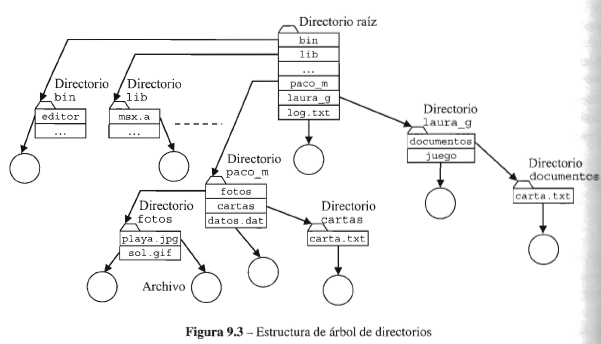 Directorio raíz
bin
lib
...
paco_m
laura_g
log.txt
Directorio
bin
editor
...
Directorio
lib
msx.a
...
Directorio
laura_g
documentos
juego
Directorio
documentos
carta.txt
Directorio
paco_m
fotos
cartas
datos.dat
Directorio
fotos
playa.jpg
sol.gif
Directorio
cartas
carta.txt
Archivo
Figura 9.3 – Estructura de árbol de directorios